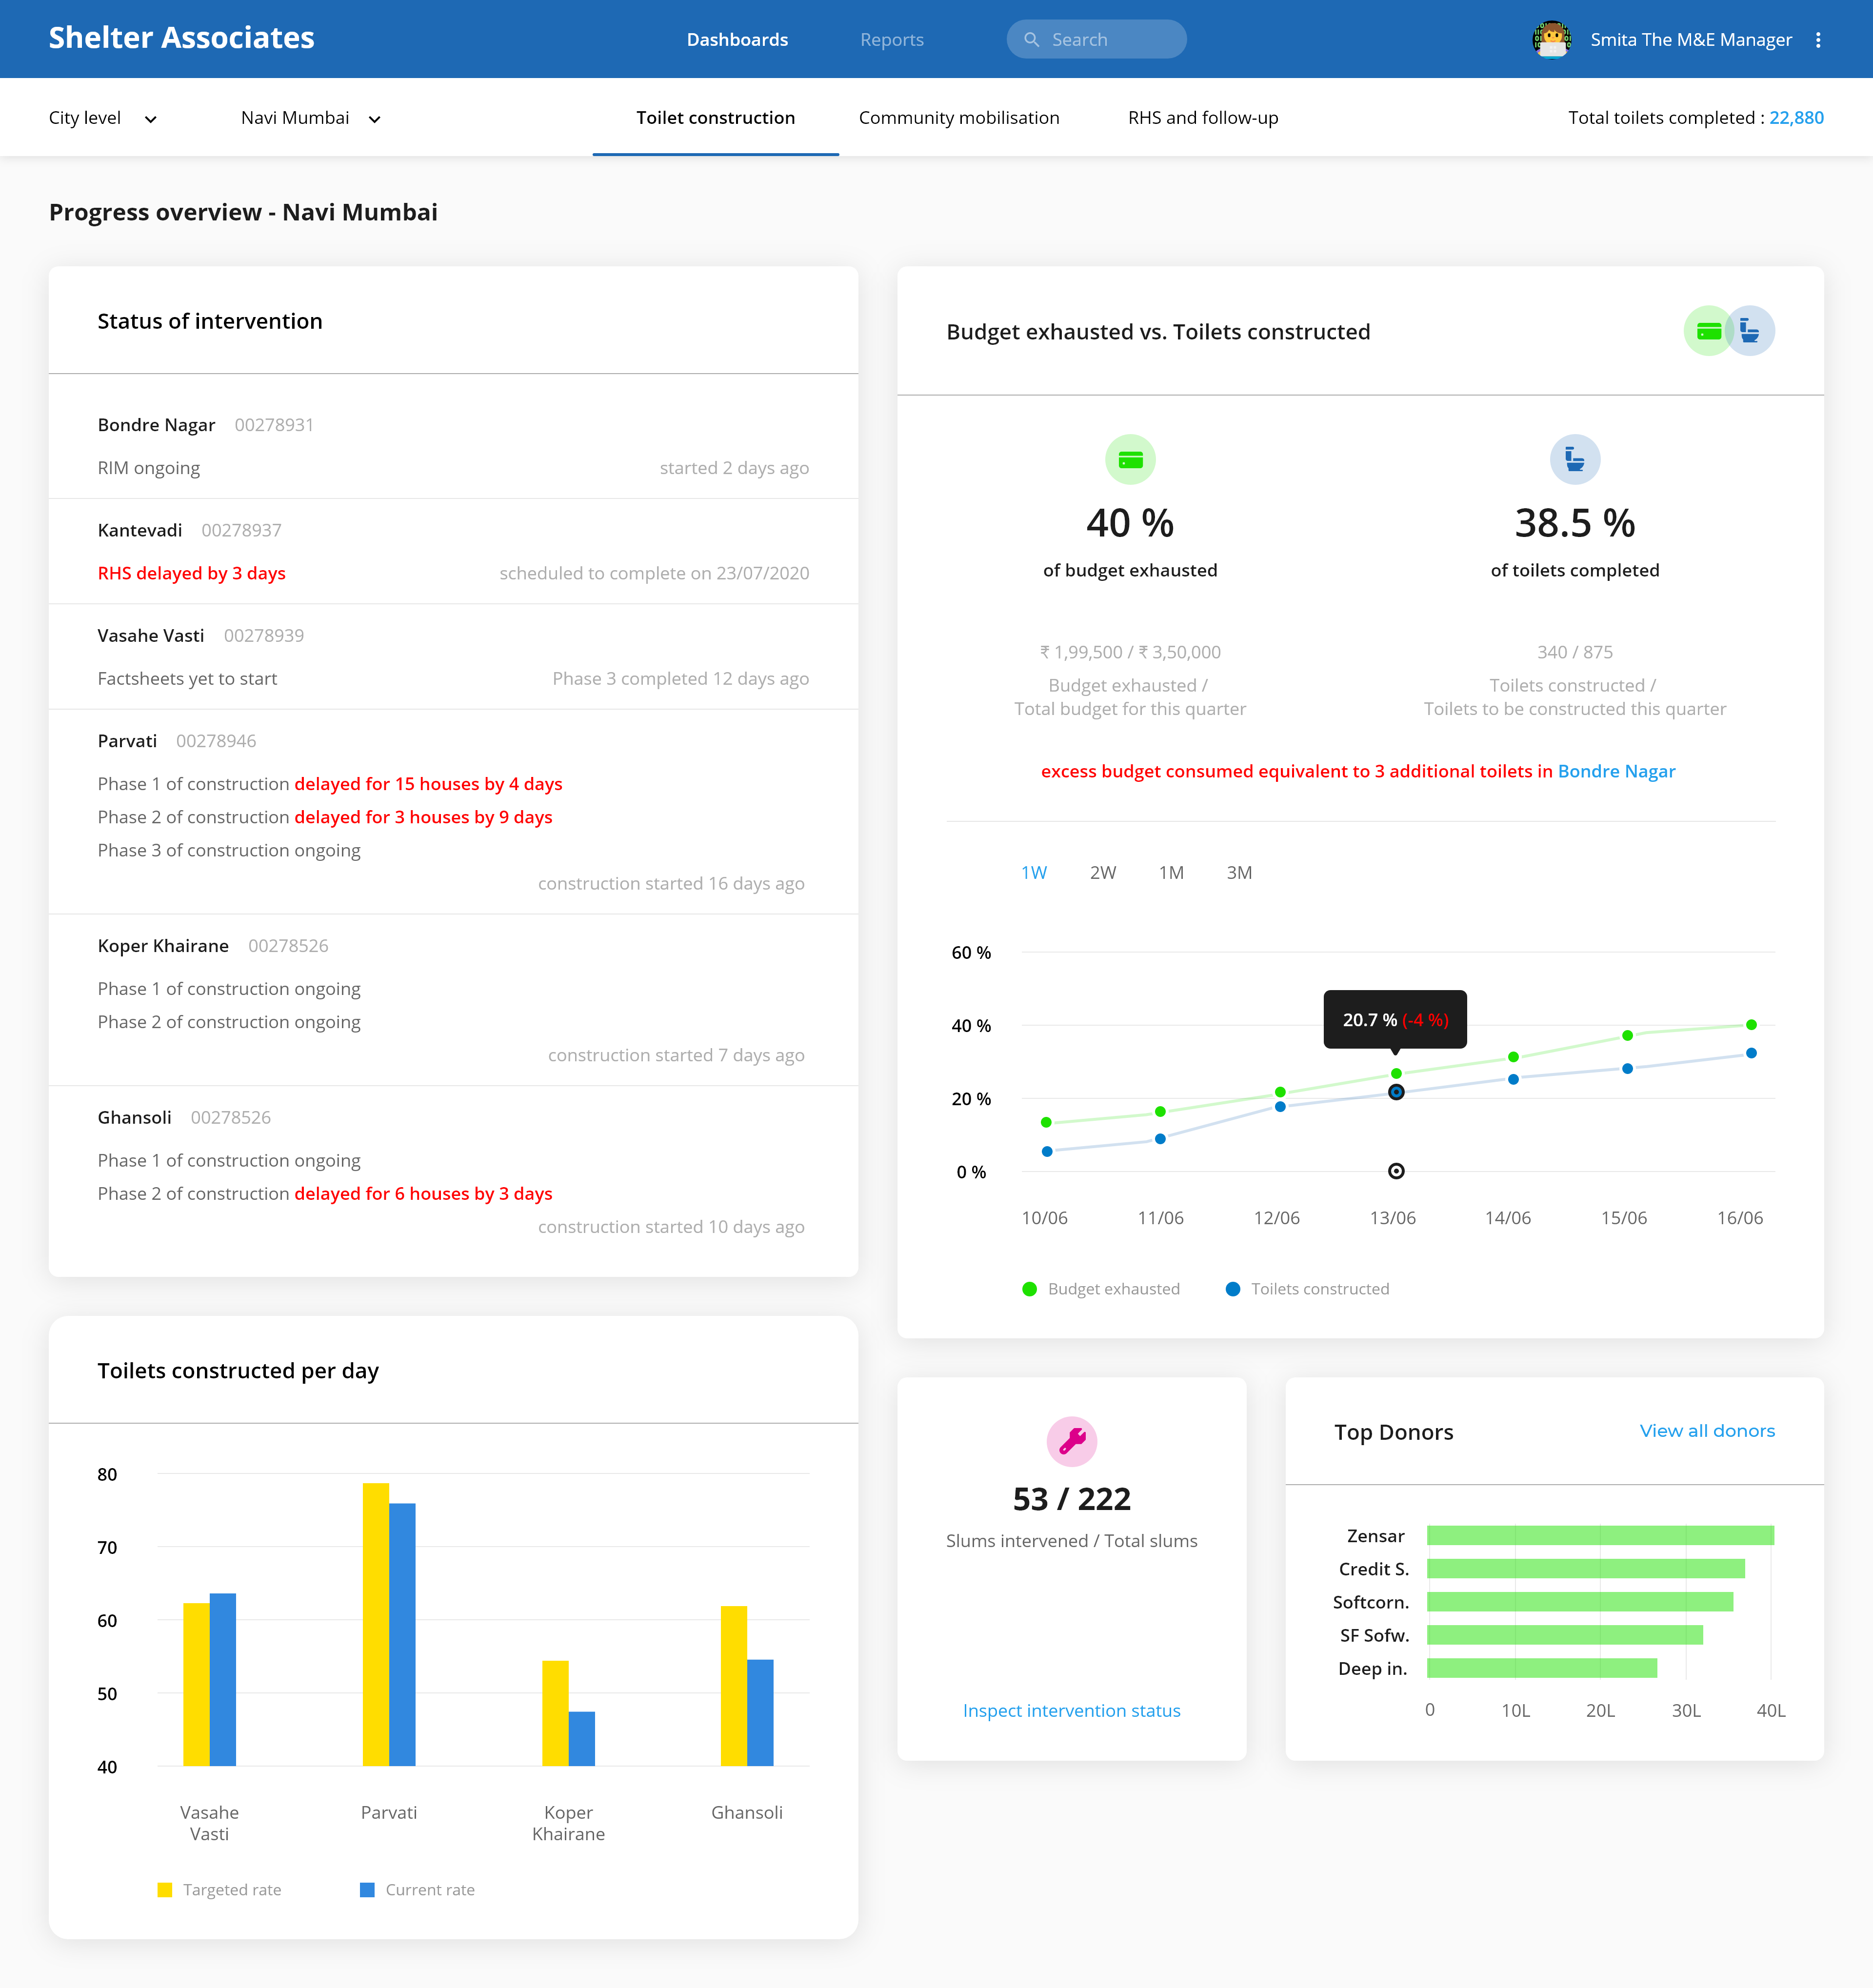 Shelter Associates
Dashboards
Reports
Search
Smita The M&E Manager
City level
Navi Mumbai
Toilet construction
Community mobilisation
RHS and follow-up
Total toilets completed : 22,880
Progress overview - Navi Mumbai
Status of intervention
Bondre Nagar 00278931
RIM ongoing
started 2 days ago
Kantevadi 00278937
RHS delayed by 3 days
scheduled to complete on 23/07/2020
Vasahe Vasti 00278939
Factsheets yet to start
Phase 3 completed 12 days ago
Parvati 00278946
Phase 1 of construction delayed for 15 houses by 4 days
Phase 2 of construction delayed for 3 houses by 9 days
Phase 3 of construction ongoing
construction started 16 days ago
Koper Khairane 00278526
Phase 1 of construction ongoing
Phase 2 of construction ongoing
construction started 7 days ago
Ghansoli 00278526
Phase 1 of construction ongoing
Phase 2 of construction delayed for 6 houses by 3 days
construction started 10 days ago
Budget exhausted vs. Toilets constructed
40 %
of budget exhausted
₹ 1,99,500 / ₹ 3,50,000
Budget exhausted /
Total budget for this quarter
38.5 %
of toilets completed
340 / 875
Toilets constructed /
Toilets to be constructed this quarter
excess budget consumed equivalent to 3 additional toilets in Bondre Nagar
1W 2W 1M 3M
60 %
40 %
20 %
0 %
20.7 % (-4 %)
10/06 11/06 12/06 13/06 14/06 15/06 16/06
Budget exhausted
Toilets constructed
Toilets constructed per day
80
70
60
50
40
Vasahe
Vasti
Parvati
Koper
Khairane
Ghansoli
Targeted rate
Current rate
53 / 222
Slums intervened / Total slums
Inspect intervention status
Top Donors
View all donors
Zensar
Credit S.
Softcorn.
SF Sofw.
Deep in.
0 10L 20L 30L 40L